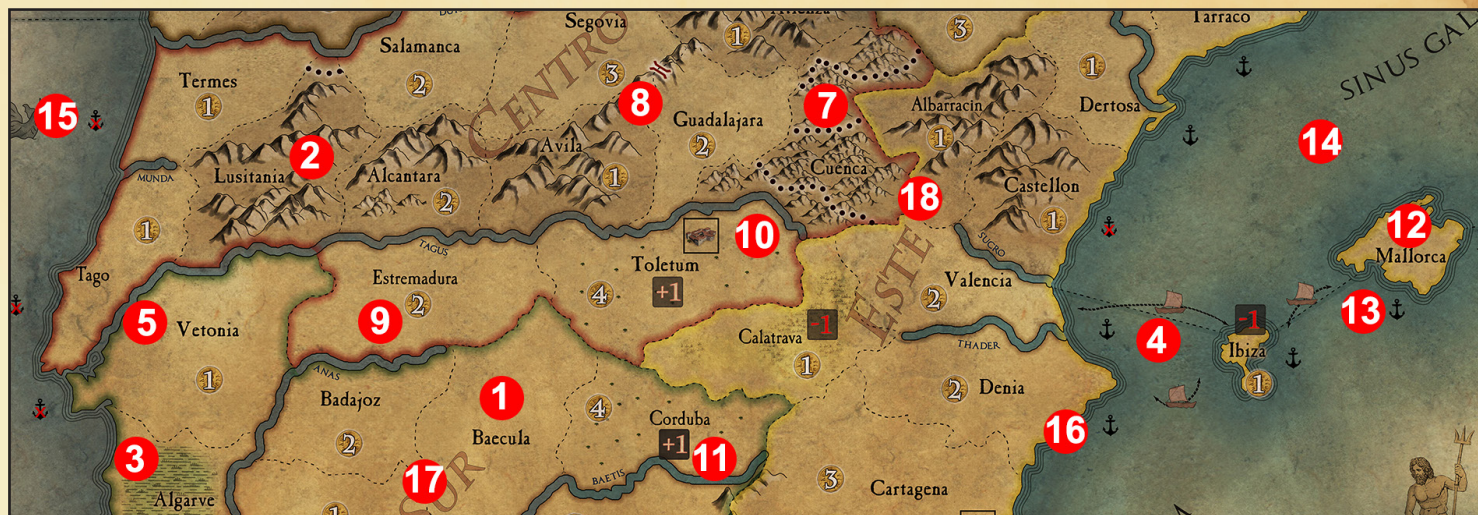 Segovia
Tarraco
Salamanca
CENTRO
3
1
3
SINUS GAL
Termes
2
1
1
Albarracin
Dertosa
15
8
7
14
1
Guadalajara
2
1
Avila
2
Lusitania
Alcantara
Cuenca
MUNDA
1
2
18
Castellon
1
12
1
TAGUS
10
SUCRO
Mallorca
Tago
Estremadura
Toletum
ESTE
Valencia
2
4
+1
2
13
5
Vetonia
9
Calatrava
-1
THADER
4
-1
Ibiza
1
1
1
ANAS
Badajoz
1
4
2
Denia
1
Baecula
Corduba
16
2
+1
11
3
17
SUR
BAETIS
3
Cartagena
Algarve
1